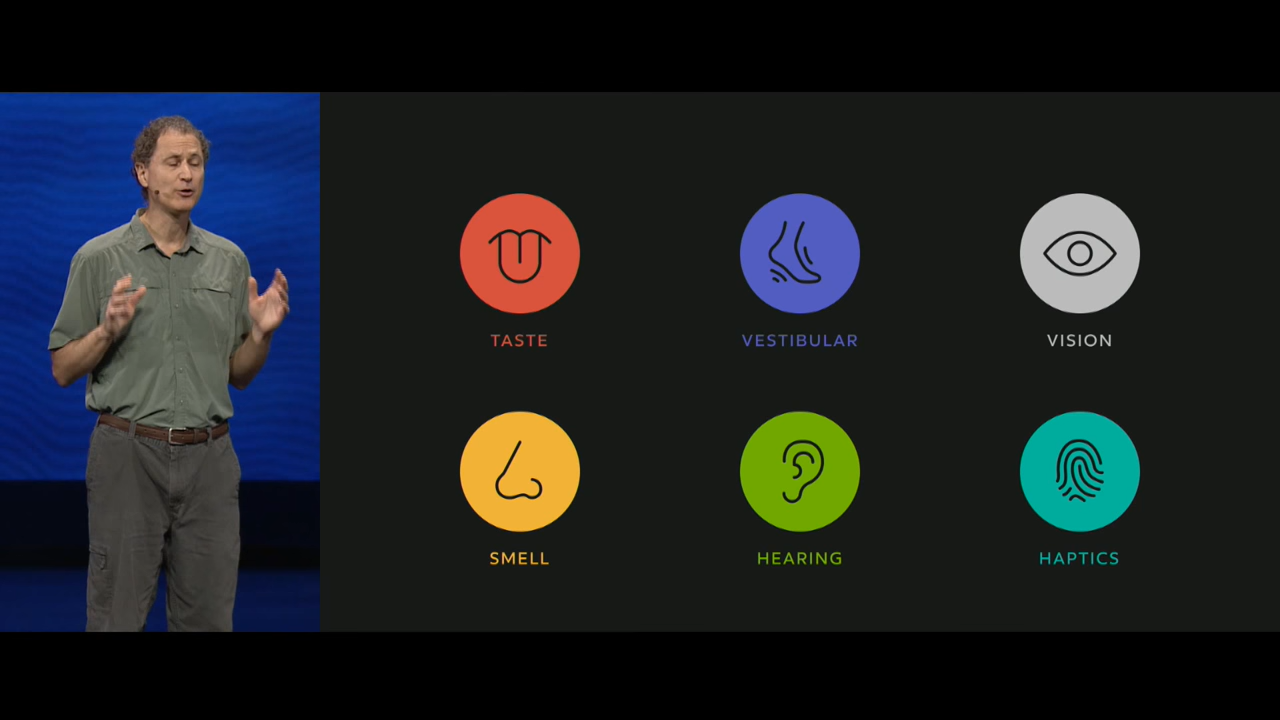 TASTE
VESTIBULAR
VISION
SMELL
HEARING
HAPTICS